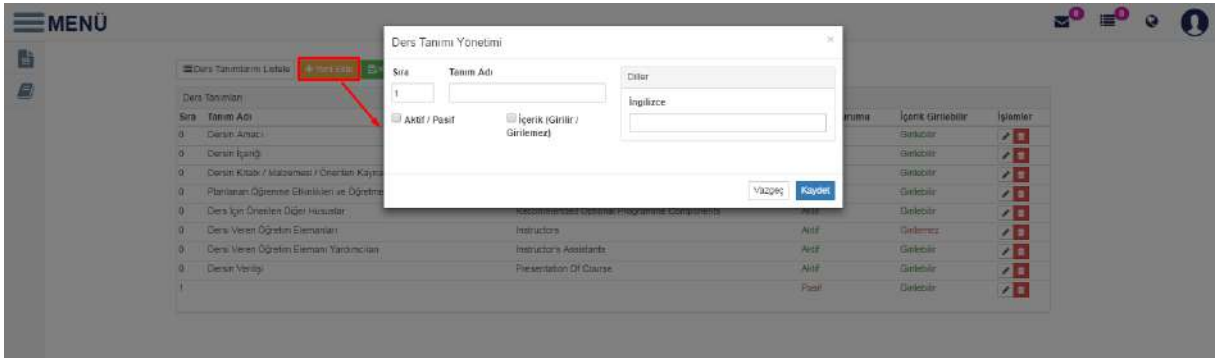 MENÜ
0 0
Ders Tanımı Yönetimi ×
Sıra Tanım Adı Diller
1
İngilizce
Aktif / Pasif İçerik (Girilir / Girilemez)
Vazgeç Kaydet
Ders Tanımlarını Listele + Yeni Ekle
Ders Tanımları
Sıra Tanım Adı İçerik Girilebilir İşlemler
0 Dersin Amacı Girilebilir
0 Dersin İçeriği Girilebilir
0 Dersin Kitabı / Malzemesi / Önerilen Girilebilir
0 Planlanan Öğrenme Etkinlikleri ve Girilebilir
0 Ders İçin Önerilen Diğer Hususlar Recommended Optional Programme Components Aktif Girilebilir
0 Dersi Veren Öğretim Elemanları Instructors Aktif Girilemez
0 Dersi Veren Öğretim Elemanı Yardımcıları Instructor's Assistants Aktif Girilebilir
0 Dersin Verilişi Presentation Of Course Aktif Girilebilir
1 Pasif Girilebilir